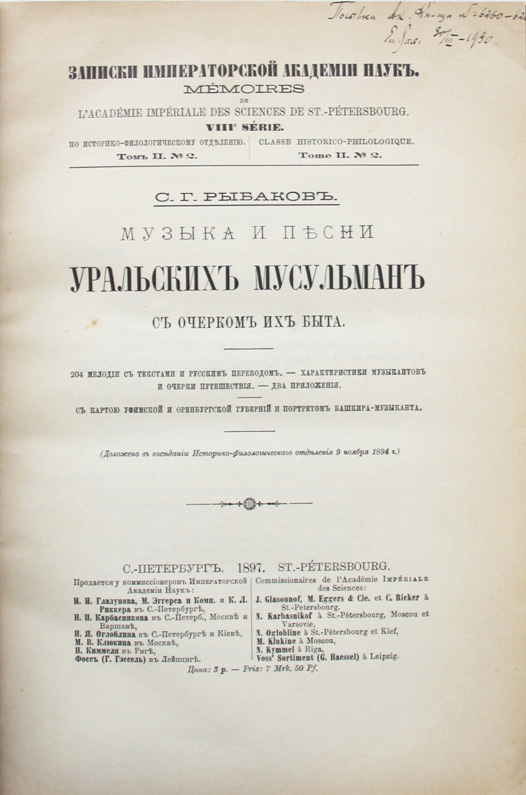 ЗАПИСКИ ИМПЕРАТОРСКОЙ АКАДЕМІИ НАУКЪ.
MÉMOIRES
DE
L'ACADÉMIE IMPÉRIALE DES SCIENCES DE ST.-PÉTERSBOURG.
VIIIᵉ SÉRIE.
ПО ИСТОРИКО-ФИЛОЛОГИЧЕСКОМУ ОТДѢЛЕНІЮ. CLASSE HISTORICO-PHILOLOGIQUE.
Томъ II. № 2. Tome II. № 2.
С. Г. РЫБАКОВЪ.
МУЗЫКА И ПѢСНИ
УРАЛЬСКИХЪ МУСУЛЬМАНЪ
СЪ ОЧЕРКОМЪ ИХЪ БЫТА.
204 МЕЛОДІИ СЪ ТЕКСТАМИ И РУССКИМЪ ПЕРЕВОДОМЪ. — ХАРАКТЕРИСТИКИ МУЗЫКАНТОВЪ
И ОЧЕРКИ ПУТЕШЕСТВІЯ. — ДВА ПРИЛОЖЕНІЯ.
СЪ КАРТОЮ УФИМСКОЙ И ОРЕНБУРГСКОЙ ГУБЕРНІЙ И ПОРТРЕТОМЪ БАШКИРА-МУЗЫКАНТА.
(Доложено въ засѣданіи Историко-филологическаго отдѣленія 9 ноября 1894 г.)
С.-ПЕТЕРБУРГЪ. 1897. ST.-PÉTERSBOURG.
Продается у коммиссіонеровъ Императорской
Академіи Наукъ:
И. И. Глазунова, М. Эггерса и Комп. и К. Л.
Риккера въ С.-Петербургѣ,
Н. П. Карбасникова въ С.-Петерб., Москвѣ и
Варшавѣ,
Н. Я. Оглоблина въ С.-Петербургѣ и Кіевѣ,
М. В. Клюкина въ Москвѣ,
Н. Киммеля въ Ригѣ,
Фоссъ (Г. Гэссель) въ Лейпцигѣ.
Commissionaires de l'Académie IMPÉRIALE
des Sciences:
J. Glasounof, M. Eggers & Cie. et C. Ricker à
St.-Petersbourg.
N. Karbasnikof à St.-Pétersbourg, Moscou et
Varsovie,
N. Oglobline à St.-Pétersbourg et Kief,
M. Klukine à Moscou,
N. Kymmel à Riga,
Voss' Sortiment (G. Haessel) à Leipzig.
Цѣна: 3 р. — Prix: 7 Mrk. 50 Pf.